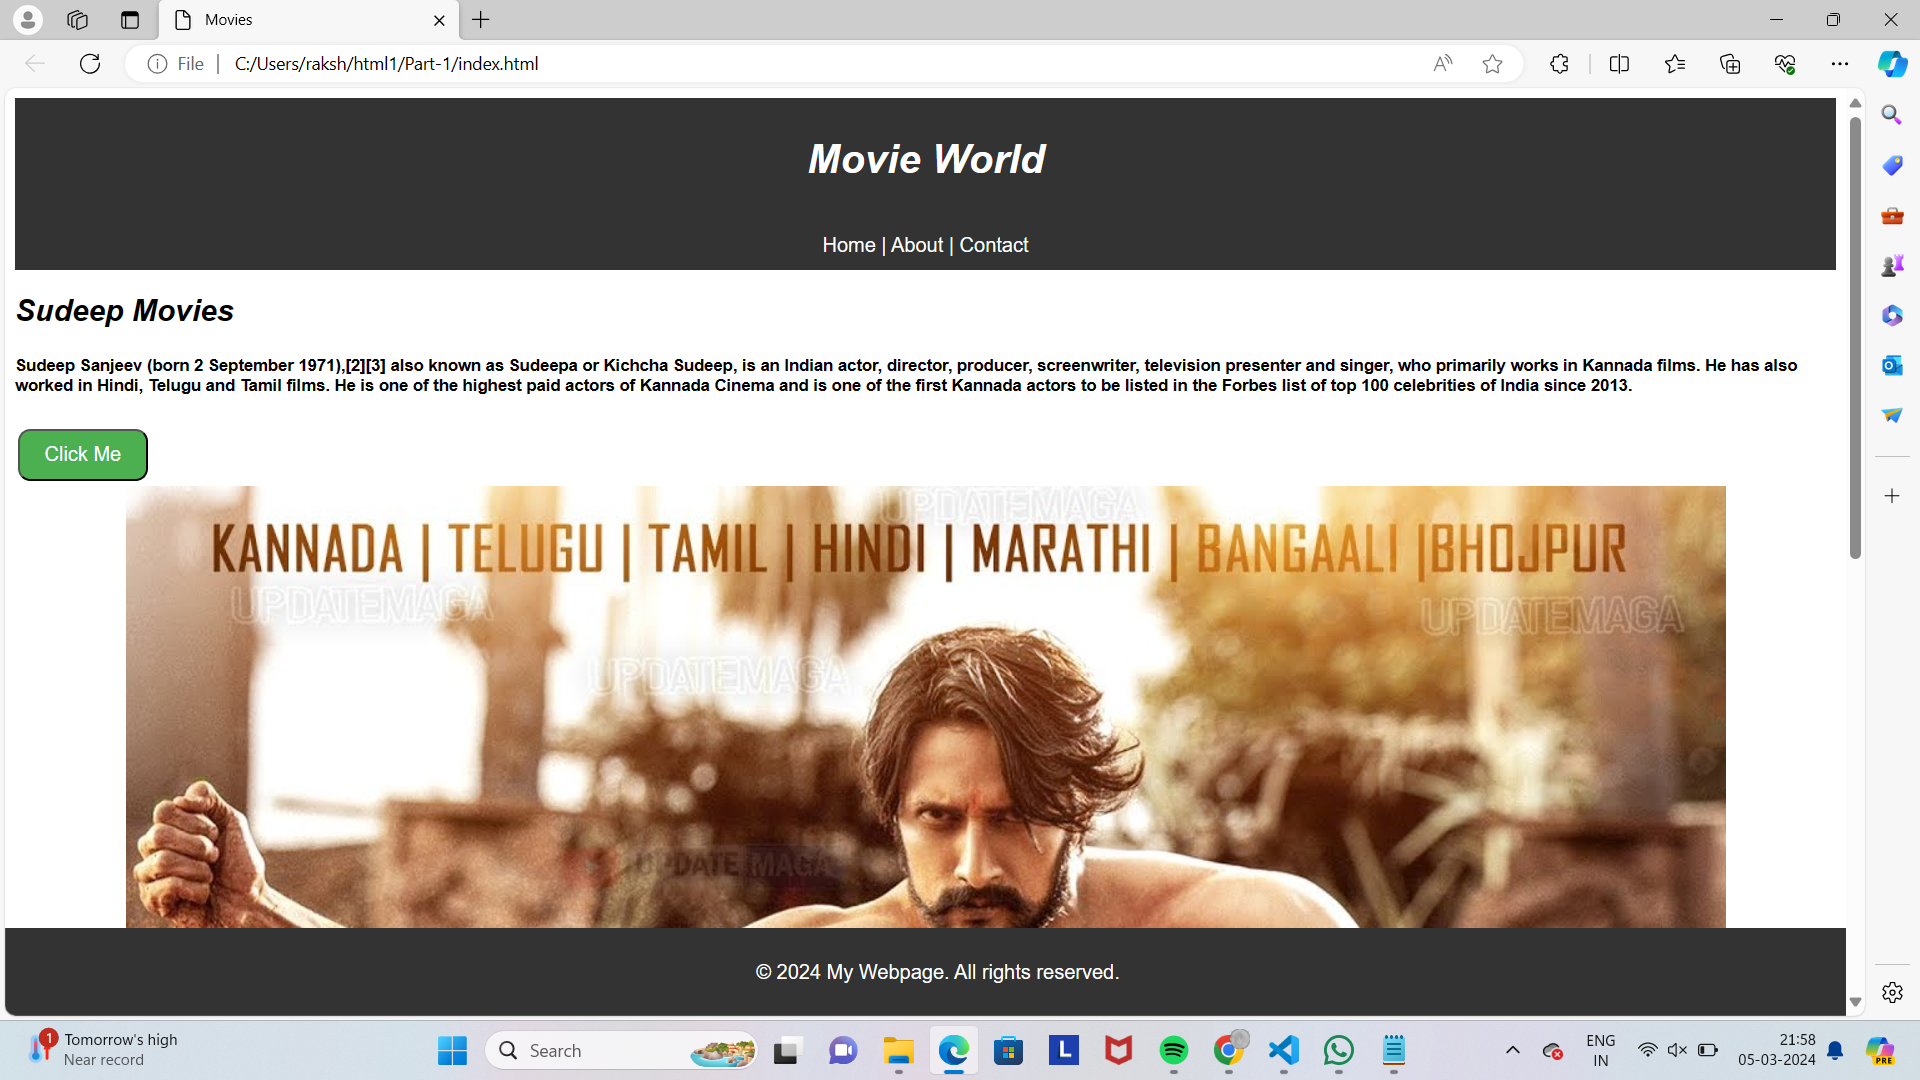 Movies
File
C:/Users/raksh/html1/Part-1/index.html
Movie World
Home | About | Contact
Sudeep Movies
Sudeep Sanjeev (born 2 September 1971),[2][3] also known as Sudeepa or Kichcha Sudeep, is an Indian actor, director, producer, screenwriter, television presenter and singer, who primarily works in Kannada films. He has also
worked in Hindi, Telugu and Tamil films. He is one of the highest paid actors of Kannada Cinema and is one of the first Kannada actors to be listed in the Forbes list of top 100 celebrities of India since 2013.
Click Me
UPDATEMAGA
KANNADA | TELUGU | TAMIL | HINDI | MARATHI | BANGAALI |BHOJPUR
UPDATEMAGA
UPDATEMAGA
UPDATEMAGA
UPDATE MAGA
© 2024 My Webpage. All rights reserved.
1
Tomorrow's high
Near record
Search
L
ENG
IN
21:58
05-03-2024
PRE